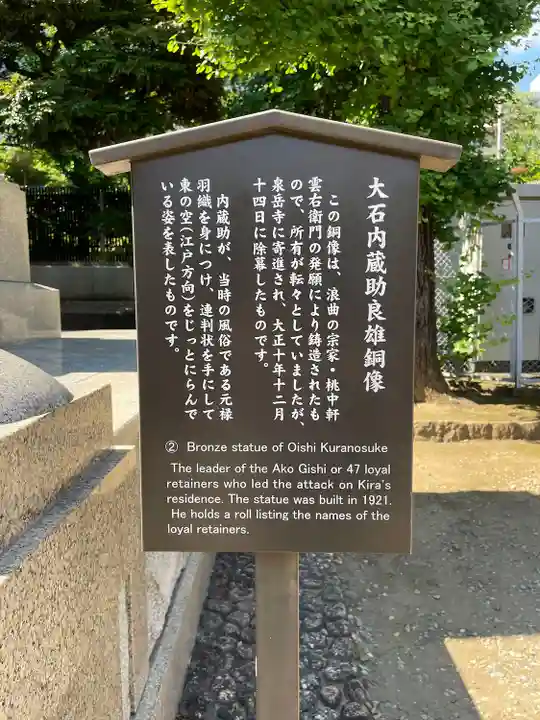 大石内蔵助良雄銅像
この銅像は、浪曲の宗家・桃中軒
雲右衛門の発願により鋳造されたも
ので、所有が転々としていましたが、
泉岳寺に寄進され、大正十年十二月
十四日に除幕したものです。
内蔵助が、当時の風俗である元禄
羽織を身につけ、連判状を手にして
東の空(江戸方向)をじっとにらんで
いる姿を表したものです。
② Bronze statue of Oishi Kuranosuke
The leader of the Ako Gishi or 47 loyal
retainers who led the attack on Kira's
residence. The statue was built in 1921.
He holds a roll listing the names of the
loyal retainers.